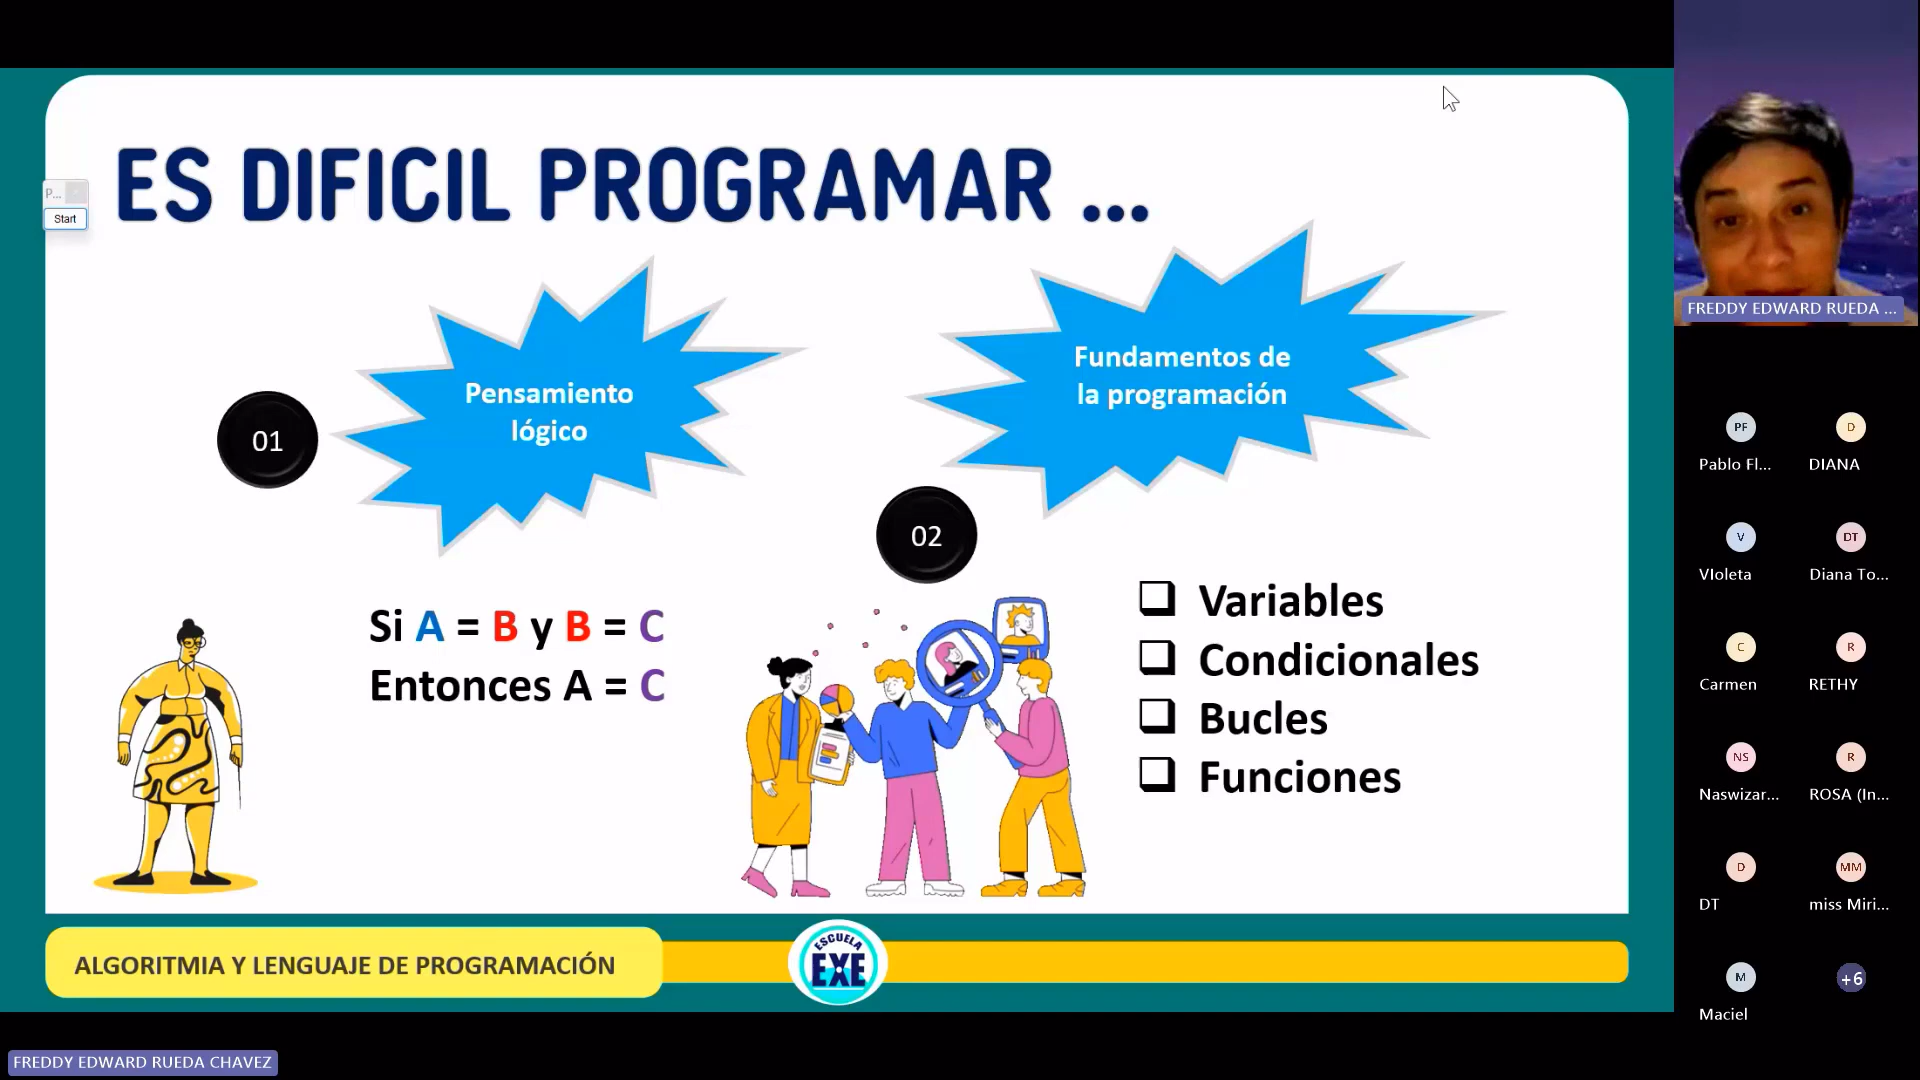 ES DIFICIL PROGRAMAR ...
P...
Start
Pensamiento
lógico
01
Fundamentos de
la programación
02
Si A = B y B = C
Entonces A = C
❑ Variables
❑ Condicionales
❑ Bucles
❑ Funciones
ALGORITMIA Y LENGUAJE DE PROGRAMACIÓN
ESCUELA
EXE
FREDDY EDWARD RUEDA CHAVEZ
FREDDY EDWARD RUEDA ...
PF
Pablo Fl...
D
DIANA
V
VIoleta
DT
Diana To...
C
Carmen
R
RETHY
NS
Naswizar...
R
ROSA (In...
D
DT
MM
miss Miri...
M
Maciel
+6